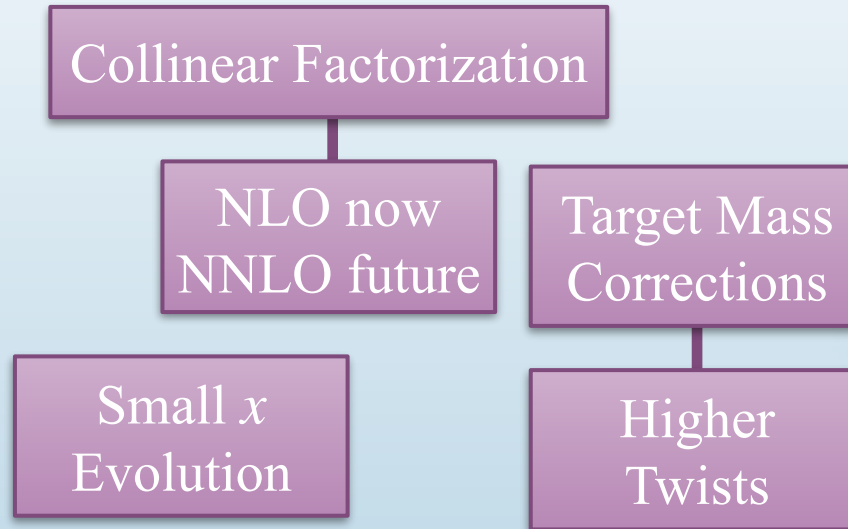 Collinear Factorization
NLO now
NNLO future
Target Mass
Corrections
Small x
Evolution
Higher
Twists